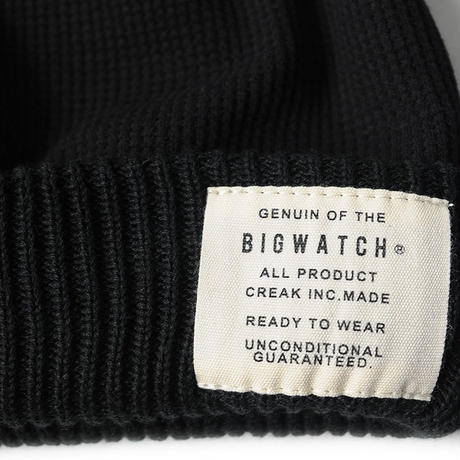 GENUIN OF THE
BIGWATCH®
ALL PRODUCT
CREAK INC.MADE
READY TO WEAR
UNCONDITIONAL
GUARANTEED.